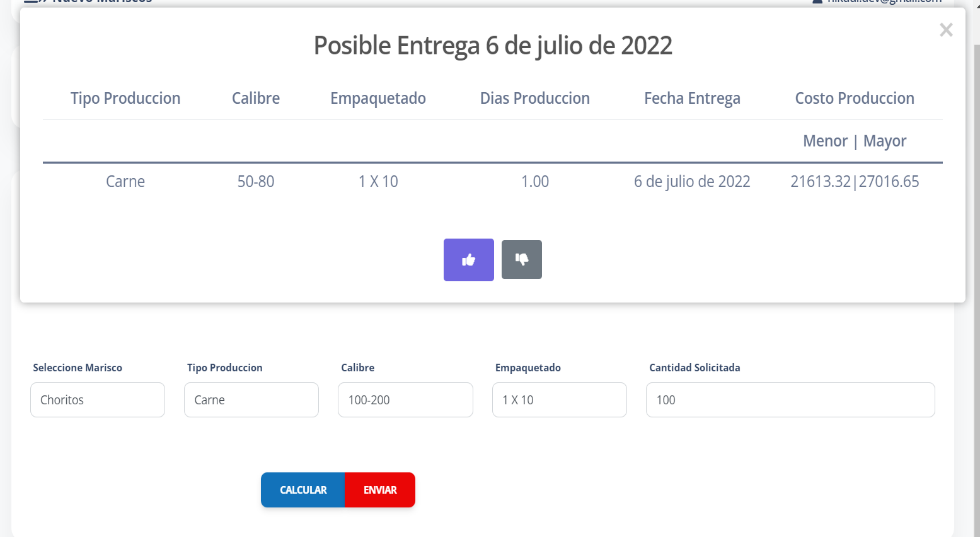 Nuevo Mariscos
Posible Entrega 6 de julio de 2022
Tipo Produccion Calibre Empaquetado Dias Produccion Fecha Entrega Costo Produccion
Menor | Mayor
Carne 50-80 1 X 10 1.00 6 de julio de 2022 21613.32|27016.65
Seleccione Marisco Tipo Produccion Calibre Empaquetado Cantidad Solicitada
Choritos Carne 100-200 1 X 10 100
CALCULAR ENVIAR